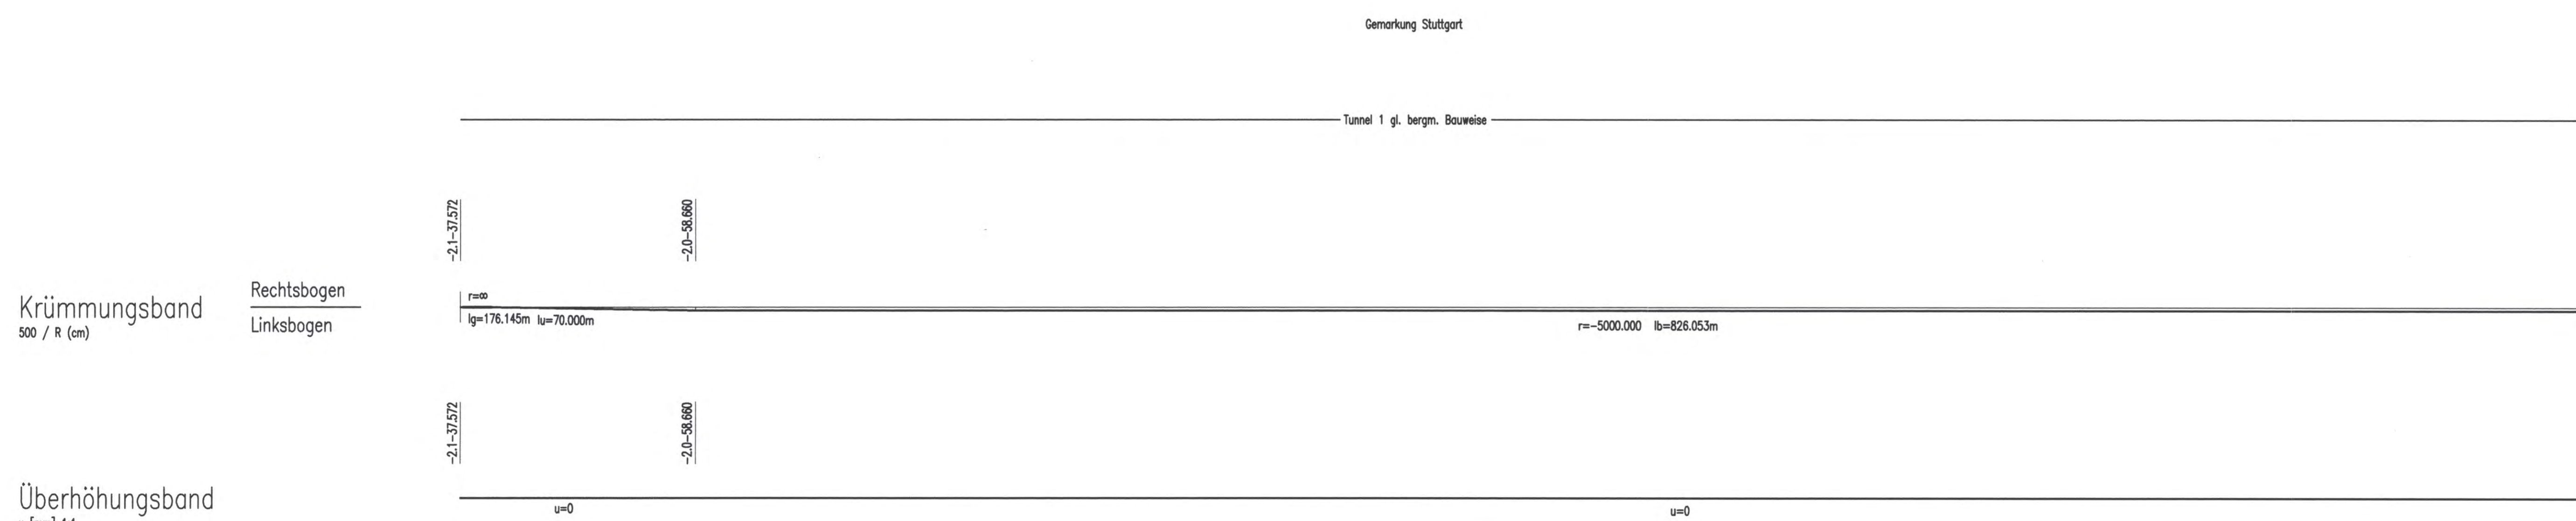 Gemarkung Stuttgart
Tunnel 1 gl. bergm. Bauweise
-2.1-37.572
-2.0-58.660
Krümmungsband
500 / R (cm)
Rechtsbogen
Linksbogen
r=∞
lg=176.145m lu=70.000m
r=-5000.000 lb=826.053m
-2.1-37.572
-2.0-58.660
Überhöhungsband
u=0
u=0